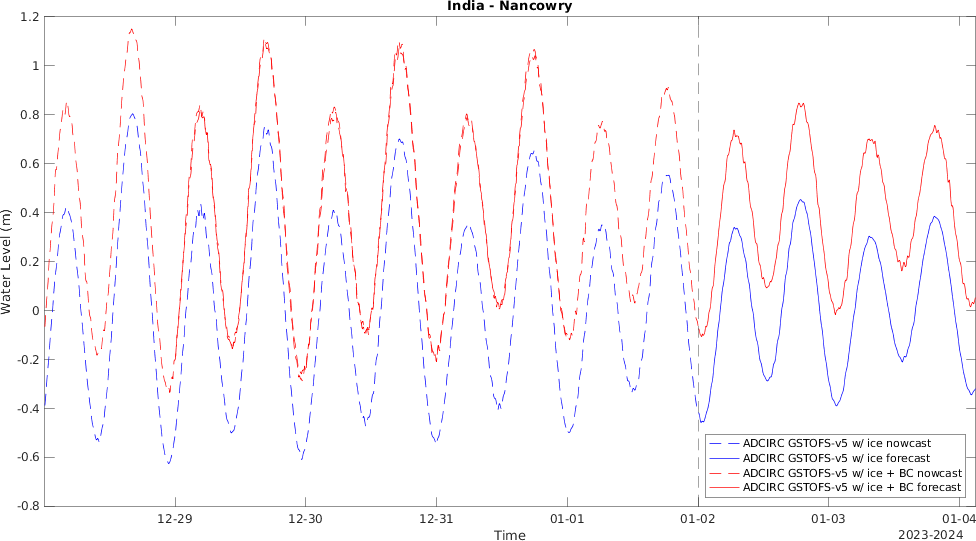 India - Nancowry
1.2
1
0.8
0.6
0.4
0.2
0
-0.2
-0.4
-0.6
-0.8
Water Level (m)
ADCIRC GSTOFS-v5 w/ ice nowcast
ADCIRC GSTOFS-v5 w/ ice forecast
ADCIRC GSTOFS-v5 w/ ice + BC nowcast
ADCIRC GSTOFS-v5 w/ ice + BC forecast
12-29 12-30 12-31 01-01 01-02 01-03 01-04
Time
2023-2024